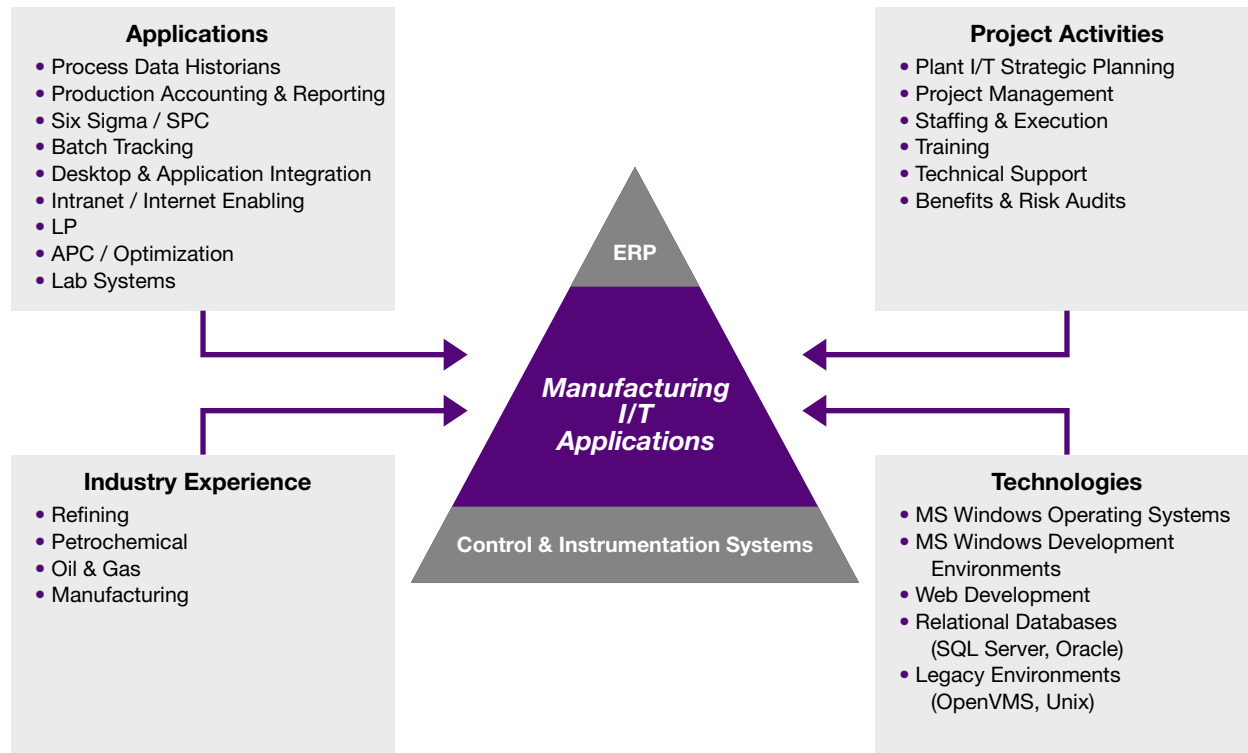 Applications
• Process Data Historians
• Production Accounting & Reporting
• Six Sigma / SPC
• Batch Tracking
• Desktop & Application Integration
• Intranet / Internet Enabling
• LP
• APC / Optimization
• Lab Systems
Project Activities
• Plant I/T Strategic Planning
• Project Management
• Staffing & Execution
• Training
• Technical Support
• Benefits & Risk Audits
ERP
Manufacturing
I/T
Applications
Control & Instrumentation Systems
Industry Experience
• Refining
• Petrochemical
• Oil & Gas
• Manufacturing
Technologies
• MS Windows Operating Systems
• MS Windows Development
Environments
• Web Development
• Relational Databases
(SQL Server, Oracle)
• Legacy Environments
(OpenVMS, Unix)